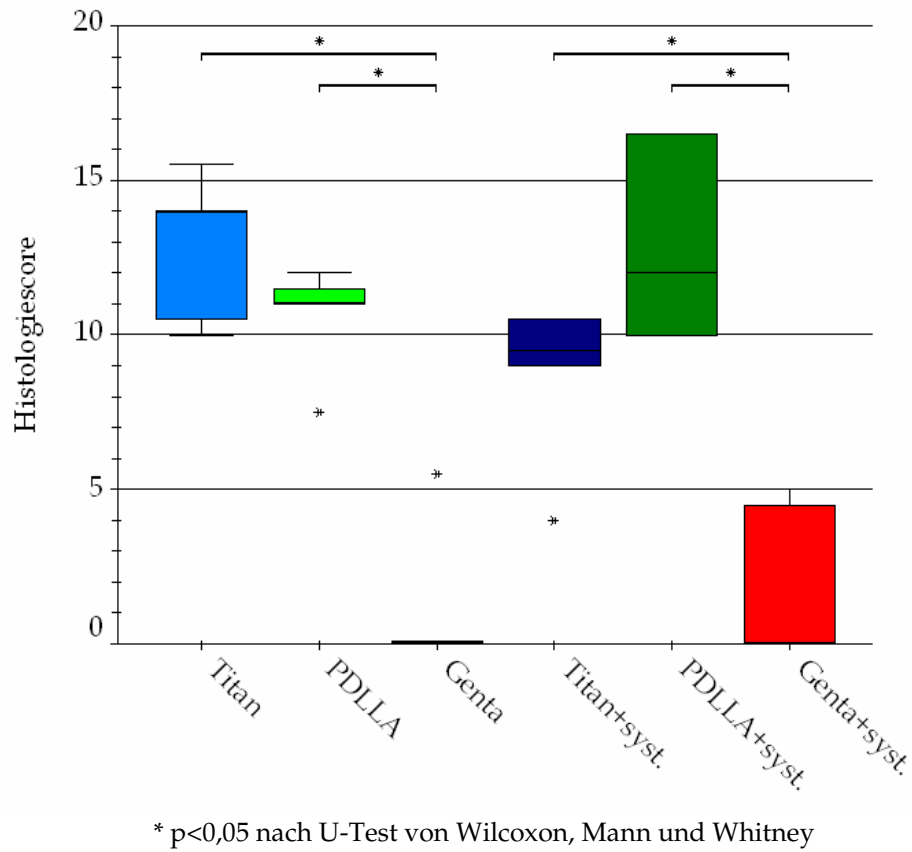 20
*
*
*
*
15
10
5
0
Histologiescore
Titan
PDLLA
Genta
Titan+syst.
PDLLA+syst.
Genta+syst.
* p<0,05 nach U-Test von Wilcoxon, Mann und Whitney